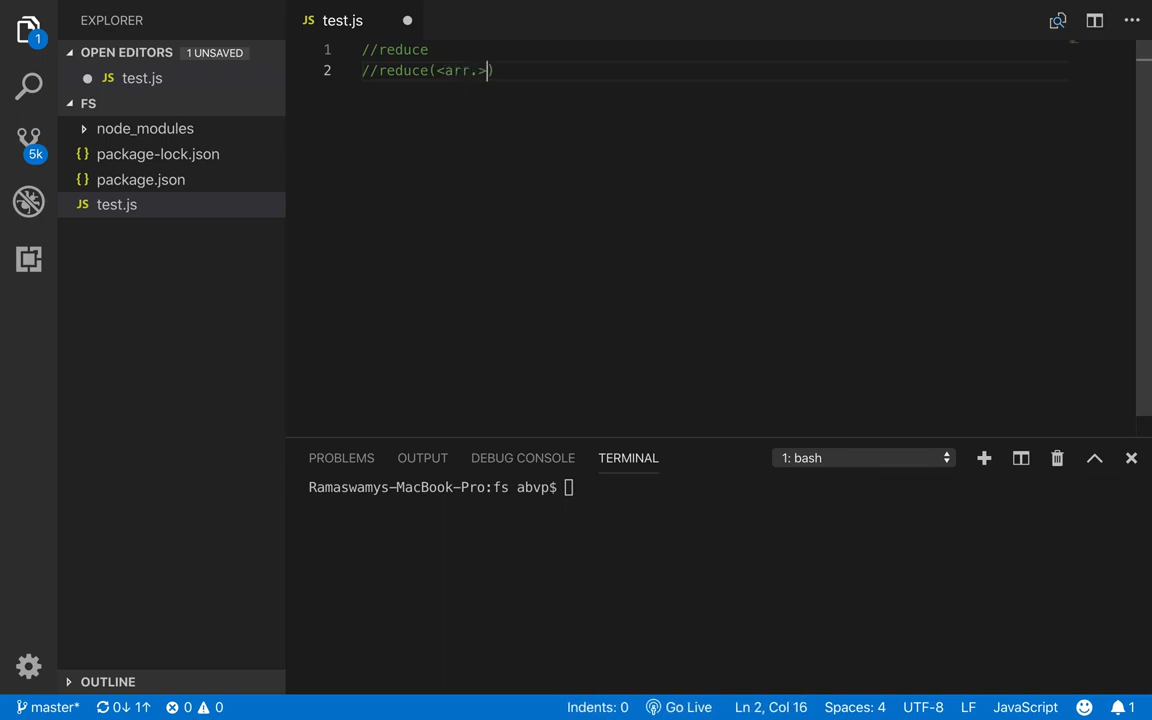 EXPLORER
OPEN EDITORS 1 UNSAVED
JS test.js
FS
node_modules
{} package-lock.json
{} package.json
JS test.js
OUTLINE
JS test.js
1 //reduce
2 //reduce(<arr.>)
PROBLEMS OUTPUT DEBUG CONSOLE TERMINAL 1: bash
Ramaswamys-MacBook-Pro:fs abvp$
1
5k
master* 0↓ 1↑ 0 0 Indents: 0 Go Live Ln 2, Col 16 Spaces: 4 UTF-8 LF JavaScript 1